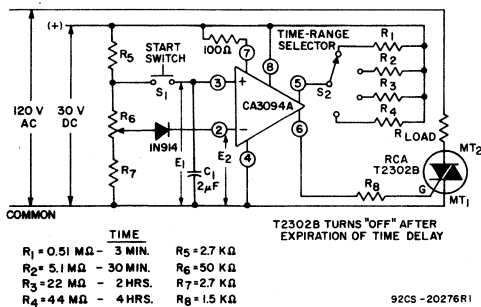 (+)
R5
START
SWITCH
S1
100Ω
7
8
TIME-RANGE
SELECTOR
R1
R2
R3
R4
RLOAD
3
+
CA3094A
5
S2
120 V
AC
30 V
DC
R6
1N914
2
−
6
E1
C1
2μF
E2
4
R7
RCA
T2302B
MT2
R8
G
MT1
COMMON
T2302B TURNS "OFF" AFTER
EXPIRATION OF TIME DELAY
TIME
R1 = 0.51 MΩ – 3 MIN. R5 = 2.7 KΩ
R2 = 5.1 MΩ – 30 MIN. R6 = 50 KΩ
R3 = 22 MΩ – 2 HRS. R7 = 2.7 KΩ
R4 = 44 MΩ – 4 HRS. R8 = 1.5 KΩ
92CS-20276R1